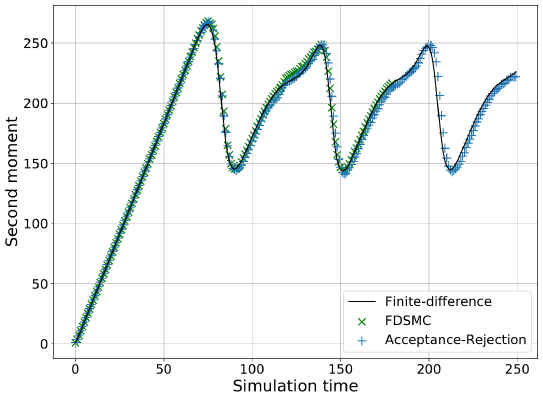 250
200
150
100
50
0
Second moment
Finite-difference
FDSMC
Acceptance-Rejection
0 50 100 150 200 250
Simulation time